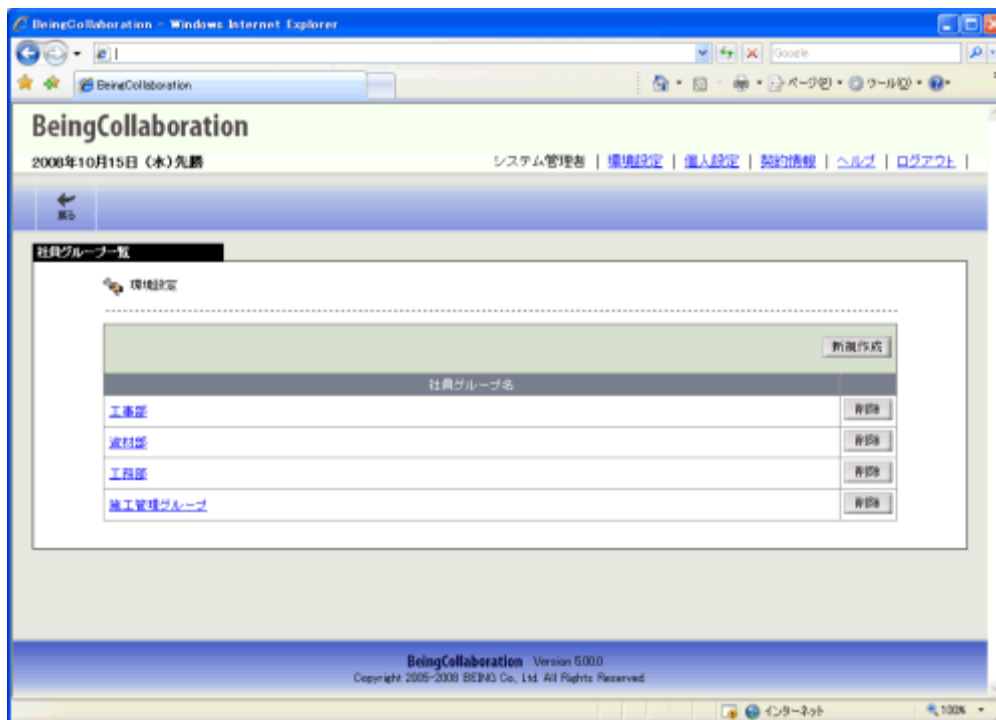 BeingCollaboration - Windows Internet Explorer
Google
BeingCollaboration
ページ(P)
ツール(O)
BeingCollaboration
2008年10月15日 (水) 先勝
システム管理者 | 環境設定 | 個人設定 | 契約情報 | ヘルプ | ログアウト |
戻る
社員グループ一覧
環境設定
新規作成
社員グループ名
工事部 削除
資材部 削除
工務部 削除
施工管理グループ 削除
BeingCollaboration Version 5.00.0
Copyright 2005-2008 BEING Co., Ltd. All Rights Reserved.
インターネット
100%